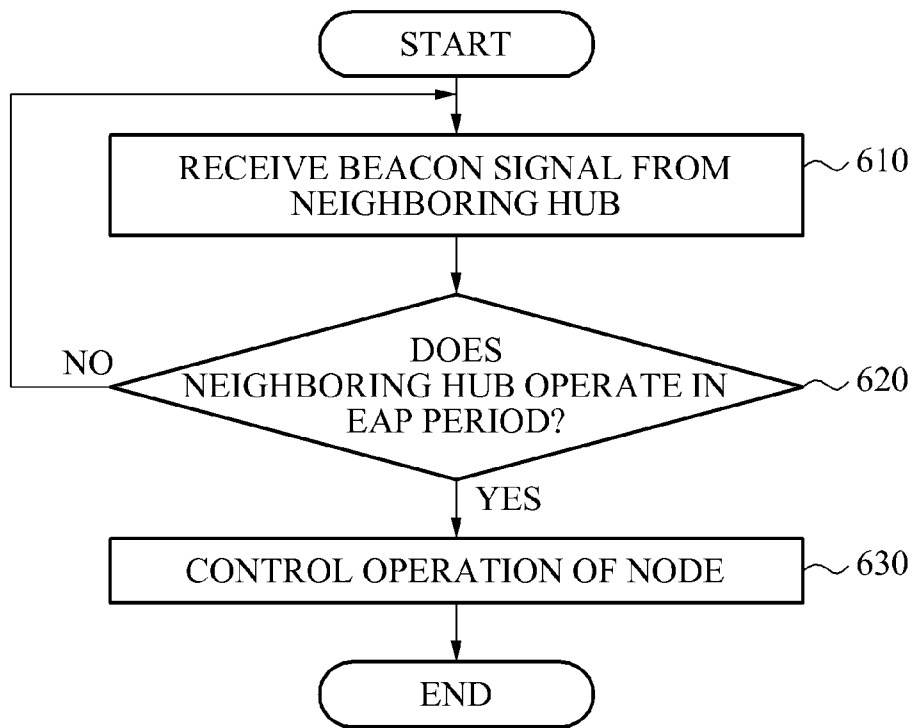 START
RECEIVE BEACON SIGNAL FROM
NEIGHBORING HUB
610
DOES
NEIGHBORING HUB OPERATE IN
EAP PERIOD?
620
NO
YES
CONTROL OPERATION OF NODE
630
END